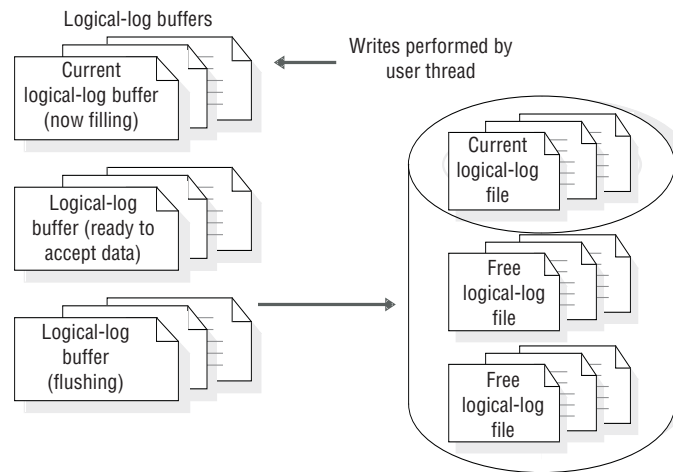 Logical-log buffers
Current
logical-log buffer
(now filling)
Writes performed by
user thread
Logical-log
buffer (ready to
accept data)
Logical-log
buffer
(flushing)
Current
logical-log
file
Free
logical-log
file
Free
logical-log
file